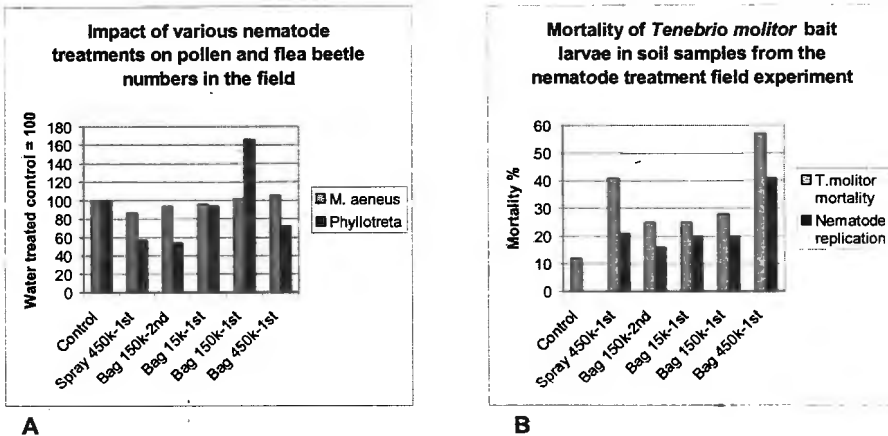 Impact of various nematode
treatments on pollen and flea beetle
numbers in the field
Water treated control = 100
180
160
140
120
100
80
60
40
20
0
Control
Spray 450k-1st
Bag 150k-2nd
Bag 15k-1st
Bag 150k-1st
Bag 450k-1st
M. aeneus
Phyllotreta
A
Mortality of Tenebrio molitor bait
larvae in soil samples from the
nematode treatment field experiment
Mortality %
60
50
40
30
20
10
0
Control
Spray 450k-1st
Bag 150k-2nd
Bag 15k-1st
Bag 150k-1st
Bag 450k-1st
T.molitor
mortality
Nematode
replication
B